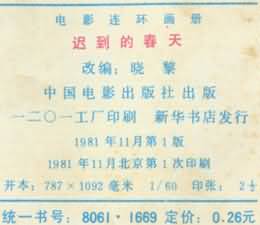 电影连环画册
迟到的春天
改编：晓黎
中国电影出版社出版
一二〇一工厂印刷 新华书店发行
1981年11月第1版
1981年11月北京第1次印刷
开本：787×1092毫米 1/60 印张：2½
统一书号：8061·1669 定价：0.26元